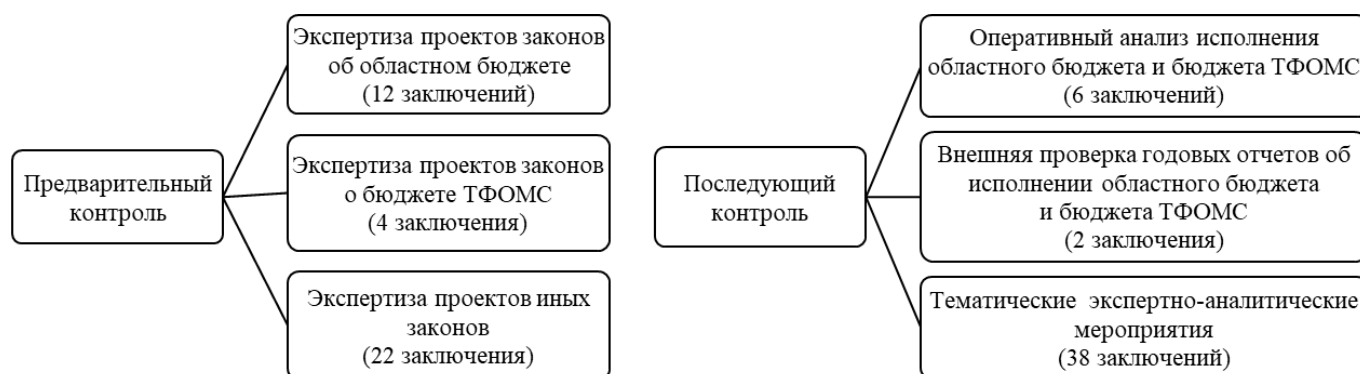 Предварительный
контроль
Экспертиза проектов законов
об областном бюджете
(12 заключений)
Экспертиза проектов законов
о бюджете ТФОМС
(4 заключения)
Экспертиза проектов иных
законов
(22 заключения)
Последующий
контроль
Оперативный анализ исполнения
областного бюджета и бюджета ТФОМС
(6 заключений)
Внешняя проверка годовых отчетов об
исполнении областного бюджета
и бюджета ТФОМС
(2 заключения)
Тематические экспертно-аналитические
мероприятия
(38 заключений)